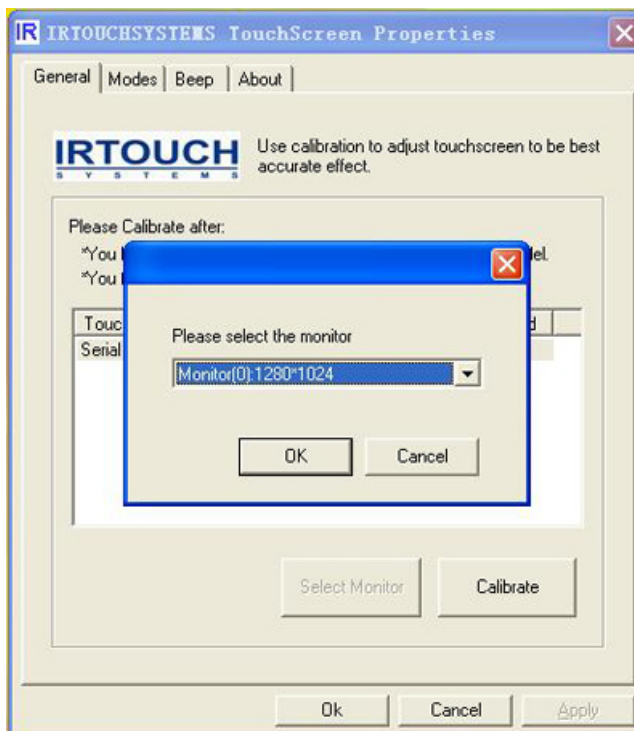 IR IRTOUCHSYSTEMS TouchScreen Properties
General Modes Beep About
IRTOUCH
SYSTEMS
Use calibration to adjust touchscreen to be best
accurate effect.
Please Calibrate after:
*You
*You
Please select the monitor
Monitor(0):1280*1024
OK Cancel
Serial
Select Monitor Calibrate
Ok Cancel Apply